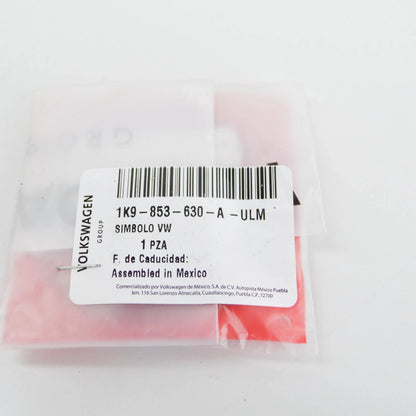 VOLKSWAGEN
GROUP
1K9-853-630-A -ULM
SIMBOLO VW
1 PZA
F. de Caducidad:
Assembled in Mexico
Comercializado por Volkswagen de México, S.A. de C.V. Autopista México Puebla
km. 116 San Lorenzo Almecatla, Cuautlancingo, Puebla C.P. 72700